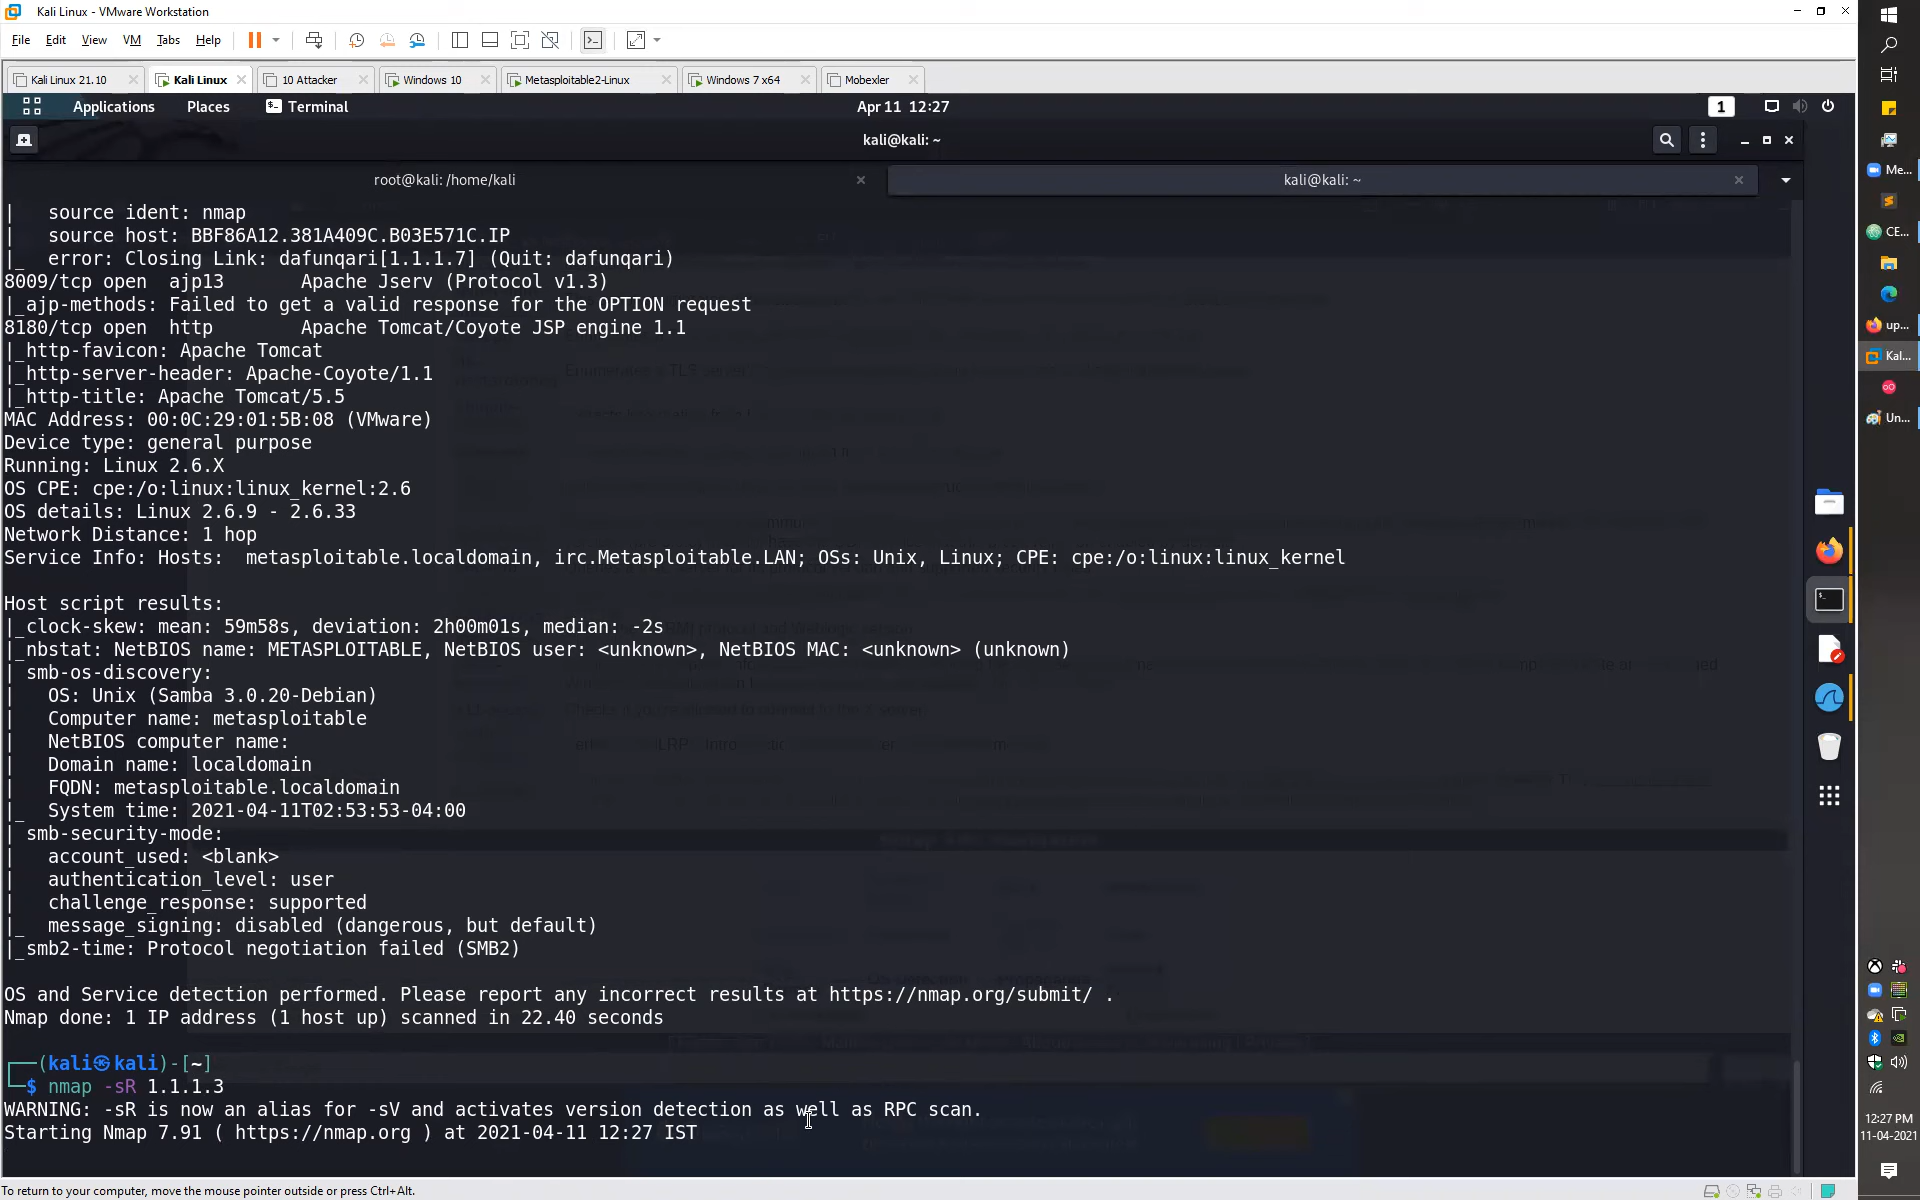 Kali Linux - VMware Workstation
File Edit View VM Tabs Help
Kali Linux 21.10 Kali Linux 10 Attacker Windows 10 Metasploitable2-Linux Windows 7 x64 Mobexler
Applications Places Terminal Apr 11 12:27 1
kali@kali: ~
root@kali: /home/kali kali@kali: ~
|   source ident: nmap
|   source host: BBF86A12.381A409C.B03E571C.IP
|_  error: Closing Link: dafunqari[1.1.1.7] (Quit: dafunqari)
8009/tcp open  ajp13       Apache Jserv (Protocol v1.3)
|_ajp-methods: Failed to get a valid response for the OPTION request
8180/tcp open  http        Apache Tomcat/Coyote JSP engine 1.1
|_http-favicon: Apache Tomcat
|_http-server-header: Apache-Coyote/1.1
|_http-title: Apache Tomcat/5.5
MAC Address: 00:0C:29:01:5B:08 (VMware)
Device type: general purpose
Running: Linux 2.6.X
OS CPE: cpe:/o:linux:linux_kernel:2.6
OS details: Linux 2.6.9 - 2.6.33
Network Distance: 1 hop
Service Info: Hosts:  metasploitable.localdomain, irc.Metasploitable.LAN; OSs: Unix, Linux; CPE: cpe:/o:linux:linux_kernel
Host script results:
|_clock-skew: mean: 59m58s, deviation: 2h00m01s, median: -2s
|_nbstat: NetBIOS name: METASPLOITABLE, NetBIOS user: <unknown>, NetBIOS MAC: <unknown> (unknown)
| smb-os-discovery:
|   OS: Unix (Samba 3.0.20-Debian)
|   Computer name: metasploitable
|   NetBIOS computer name:
|   Domain name: localdomain
|   FQDN: metasploitable.localdomain
|_  System time: 2021-04-11T02:53:53-04:00
| smb-security-mode:
|   account_used: <blank>
|   authentication_level: user
|   challenge_response: supported
|_  message_signing: disabled (dangerous, but default)
|_smb2-time: Protocol negotiation failed (SMB2)
OS and Service detection performed. Please report any incorrect results at https://nmap.org/submit/ .
Nmap done: 1 IP address (1 host up) scanned in 22.40 seconds
┌──(kali㉿kali)-[~]
└─$ nmap -sR 1.1.1.3
WARNING: -sR is now an alias for -sV and activates version detection as well as RPC scan.
Starting Nmap 7.91 ( https://nmap.org ) at 2021-04-11 12:27 IST
To return to your computer, move the mouse pointer outside or press Ctrl+Alt.
Me...
CE...
up...
Kal...
Un...
12:27 PM
11-04-2021